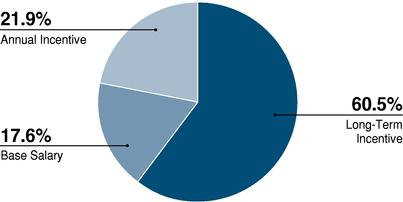 21.9%
Annual Incentive
17.6%
Base Salary
60.5%
Long-Term
Incentive